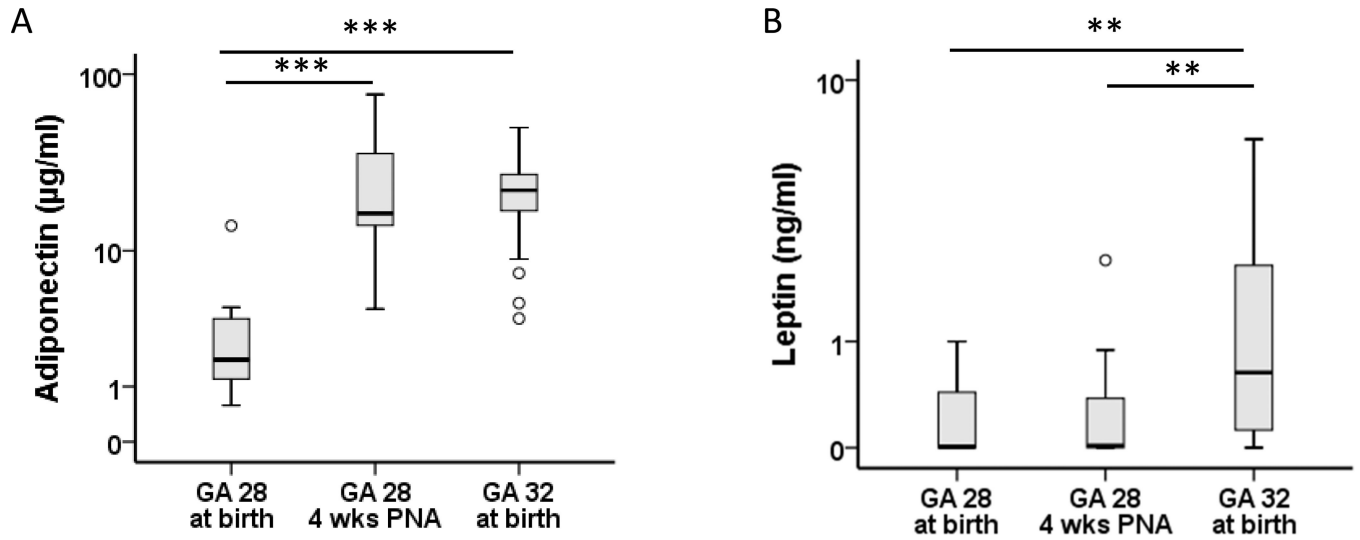 A
***
***
100
10
1
0
Adiponectin (µg/ml)
GA 28
at birth
GA 28
4 wks PNA
GA 32
at birth
B
**
**
10
1
0
Leptin (ng/ml)
GA 28
at birth
GA 28
4 wks PNA
GA 32
at birth